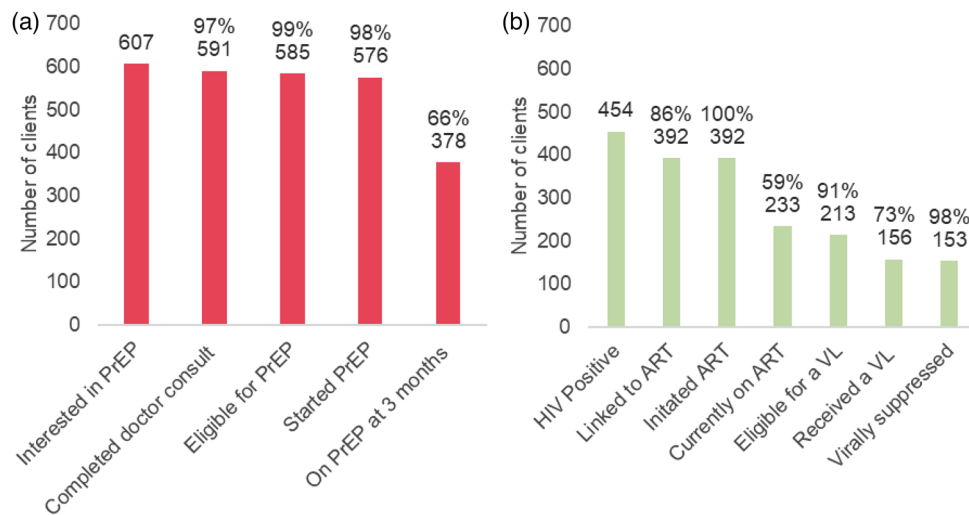 (a)
Number of clients
700
600
500
400
300
200
100
0
607
97%
591
99%
585
98%
576
66%
378
Interested in PrEP
Completed doctor consult
Eligible for PrEP
Started PrEP
On PrEP at 3 months
(b)
Number of clients
700
600
500
400
300
200
100
0
454
86%
392
100%
392
59%
233
91%
213
73%
156
98%
153
HIV Positive
Linked to ART
Initated ART
Currently on ART
Eligible for a VL
Received a VL
Virally suppressed